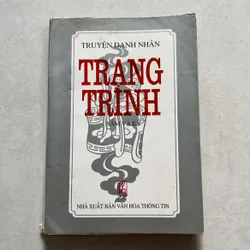 TRUYỆN DANH NHÂN
TRẠNG
TRÌNH
NHÀ XUẤT BẢN VĂN HÓA THÔNG TIN